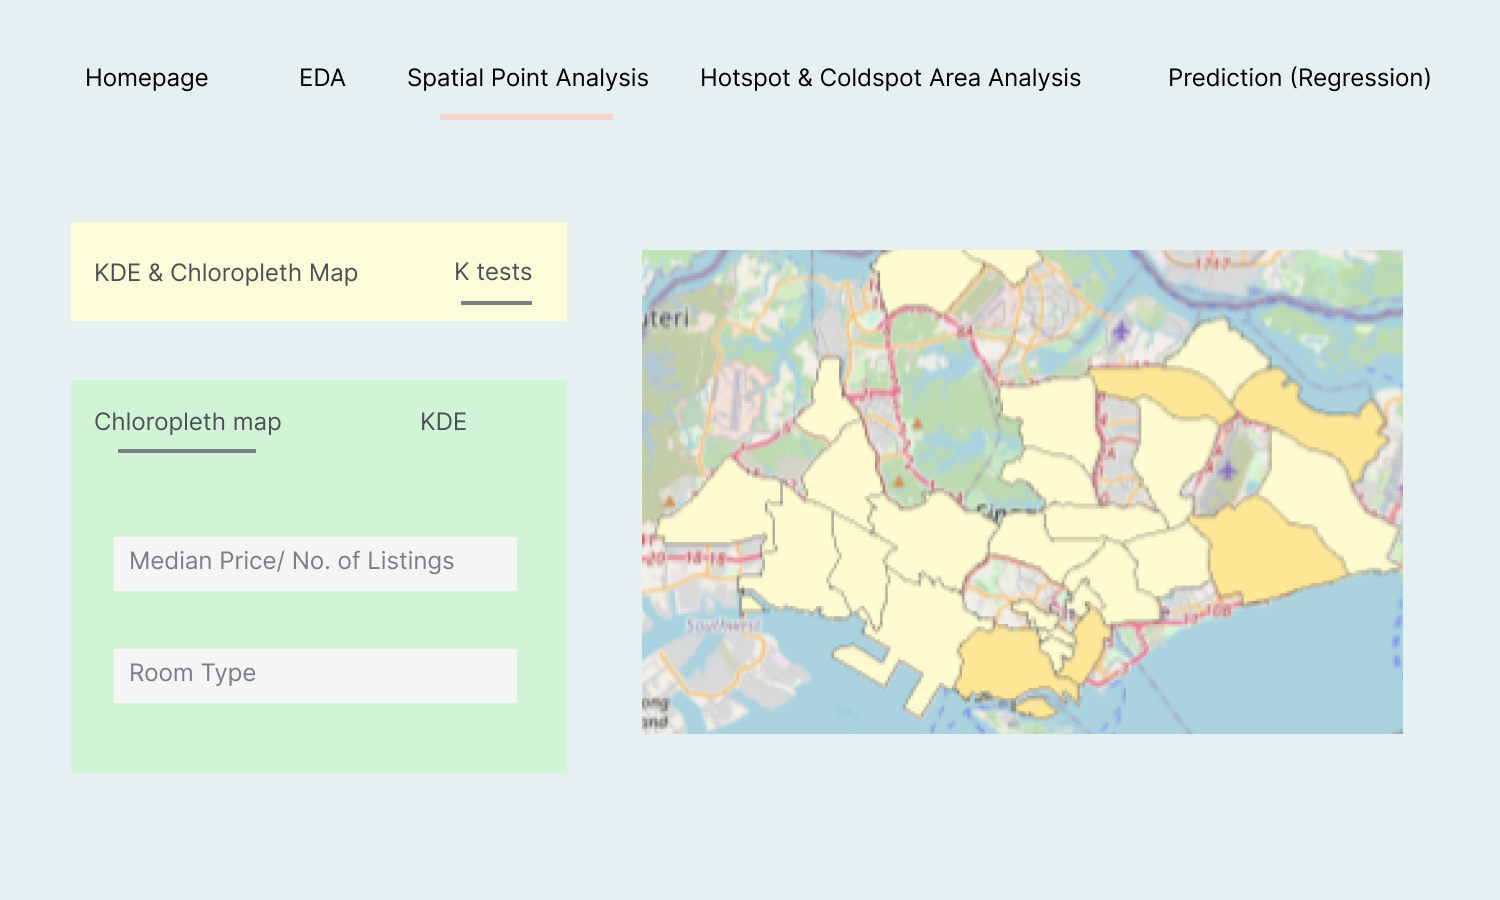 Homepage
EDA
Spatial Point Analysis
Hotspot & Coldspot Area Analysis
Prediction (Regression)
KDE & Chloropleth Map
K tests
Chloropleth map
KDE
Median Price/ No. of Listings
Room Type
uteri
Southwest
ong
and